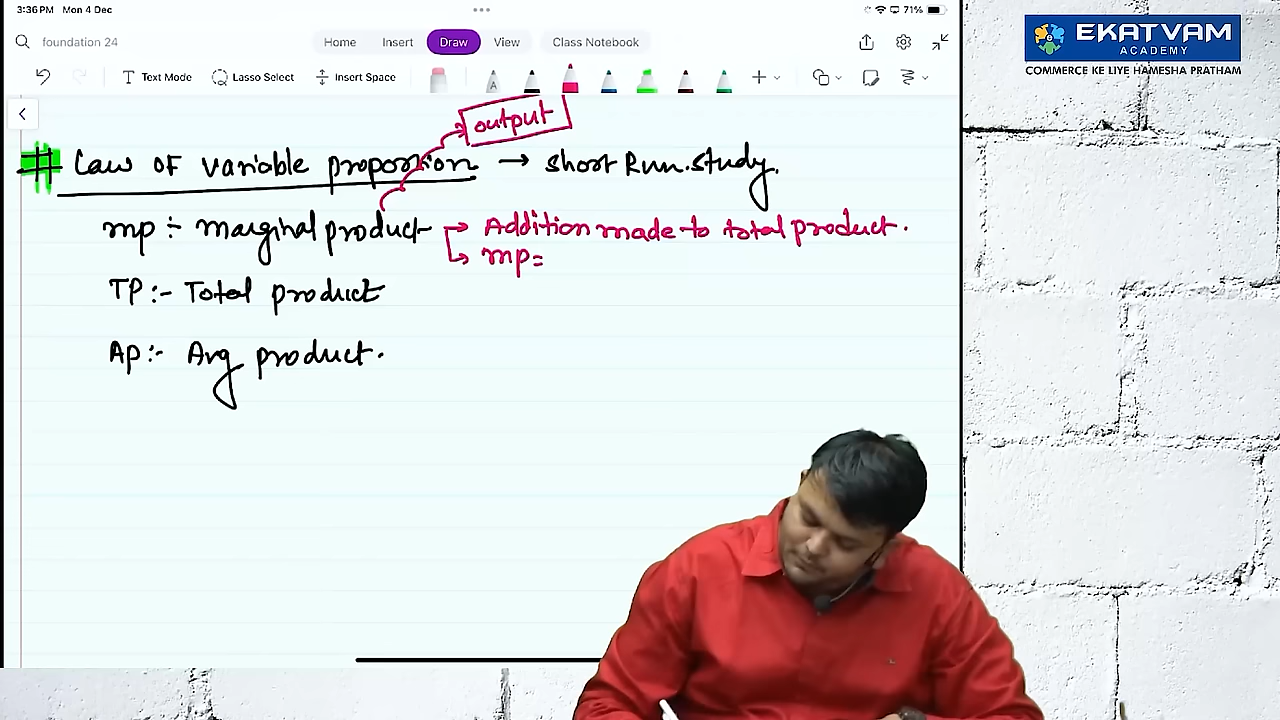 3:36 PM Mon 4 Dec
71%
foundation 24
Home Insert Draw View Class Notebook
Text Mode Lasso Select Insert Space
EKATVAM
ACADEMY
COMMERCE KE LIYE HAMESHA PRATHAM
output
# Law of variable proportion → short Run study.
mp :- marginal product → Addition made to total product.
→ mp=
TP :- Total product
AP :- Avg product.